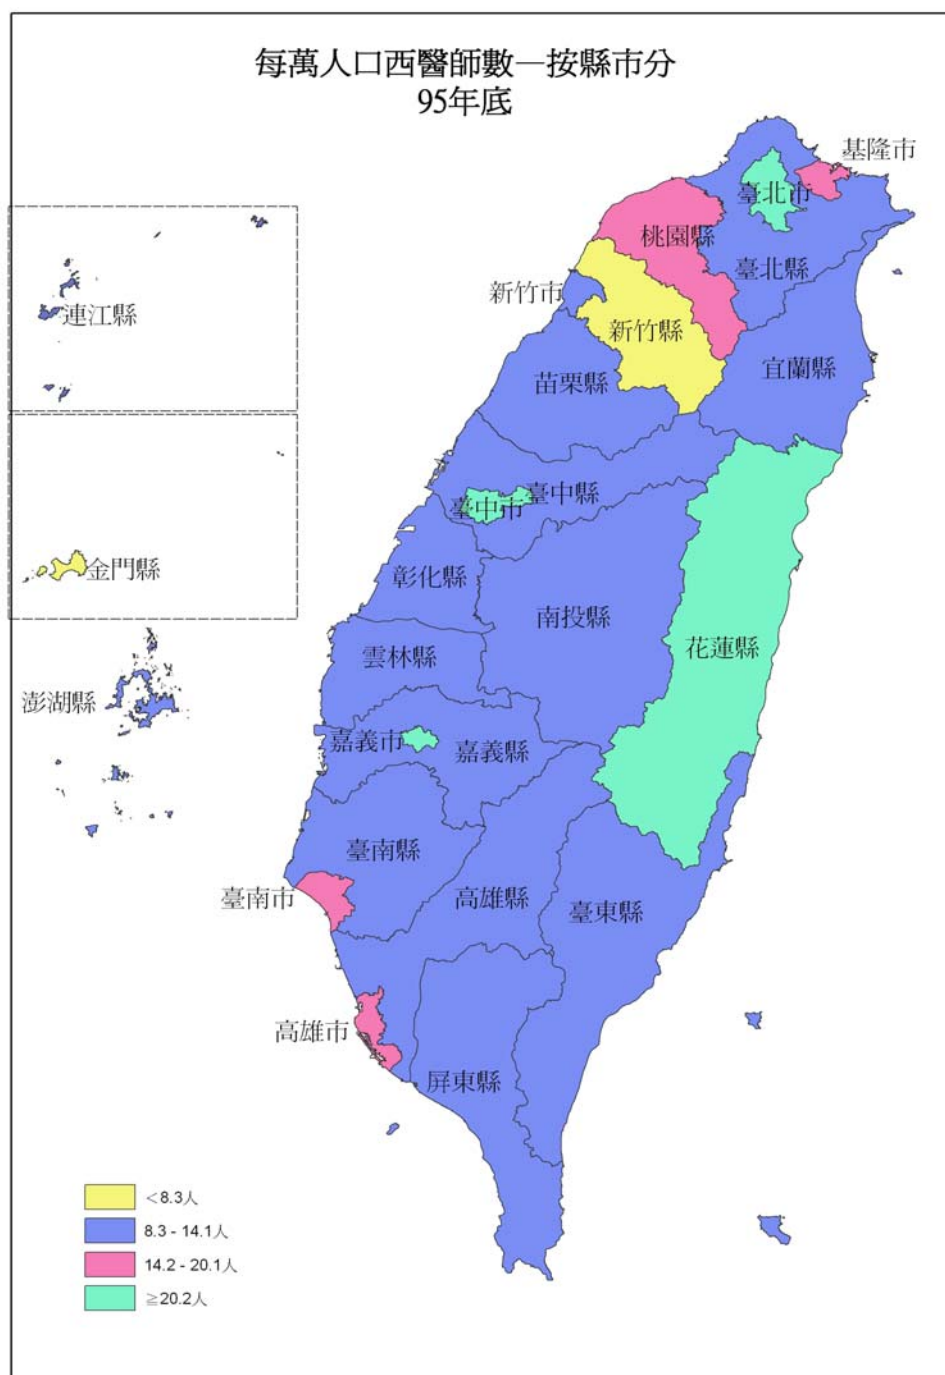 每萬人口西醫師數—按縣市分
95年底
基隆市
臺北市
桃園縣
臺北縣
新竹市
連江縣
新竹縣
宜蘭縣
苗栗縣
臺中縣
臺中市
金門縣
彰化縣
南投縣
花蓮縣
雲林縣
澎湖縣
嘉義市
嘉義縣
臺南縣
臺南市
高雄縣
臺東縣
高雄市
屏東縣
＜8.3人
8.3 - 14.1人
14.2 - 20.1人
≧20.2人